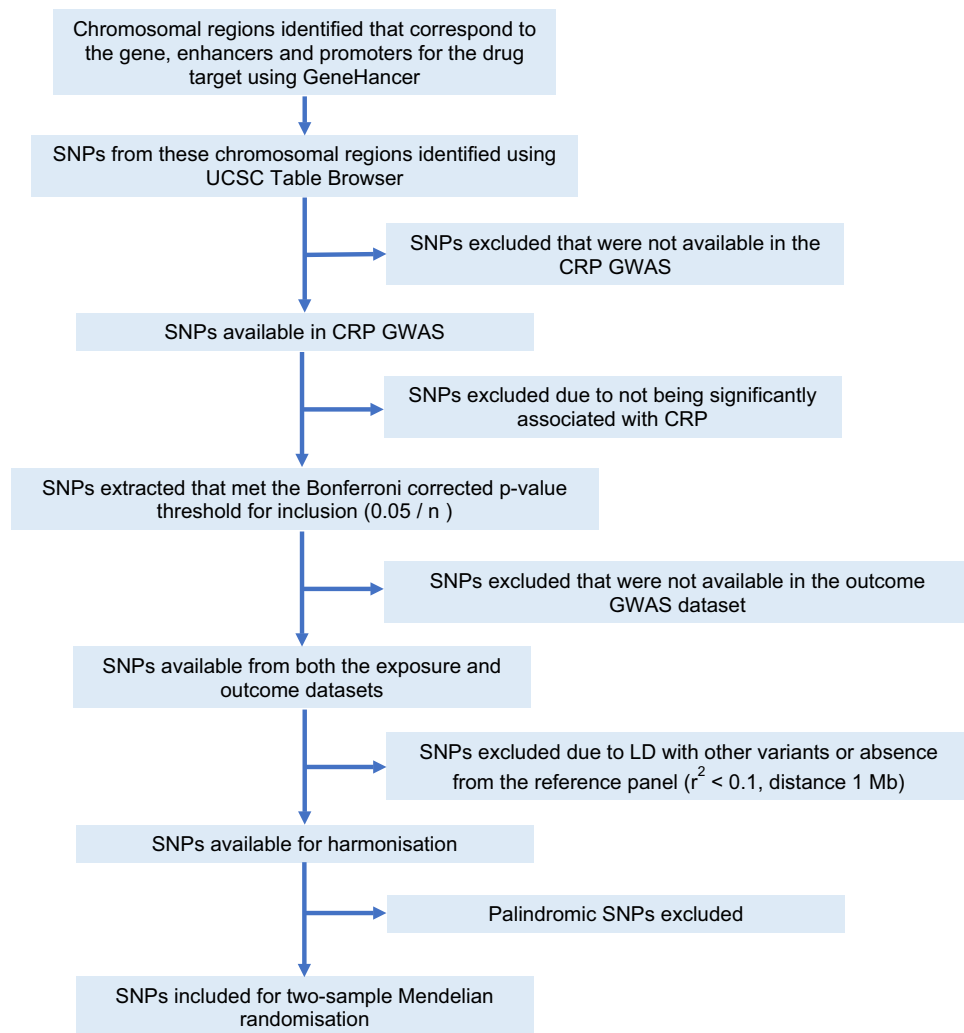 Chromosomal regions identified that correspond to
the gene, enhancers and promoters for the drug
target using GeneHancer
SNPs from these chromosomal regions identified using
UCSC Table Browser
SNPs excluded that were not available in the
CRP GWAS
SNPs available in CRP GWAS
SNPs excluded due to not being significantly
associated with CRP
SNPs extracted that met the Bonferroni corrected p-value
threshold for inclusion (0.05 / n )
SNPs excluded that were not available in the outcome
GWAS dataset
SNPs available from both the exposure and
outcome datasets
SNPs excluded due to LD with other variants or absence
from the reference panel (r² < 0.1, distance 1 Mb)
SNPs available for harmonisation
Palindromic SNPs excluded
SNPs included for two-sample Mendelian
randomisation